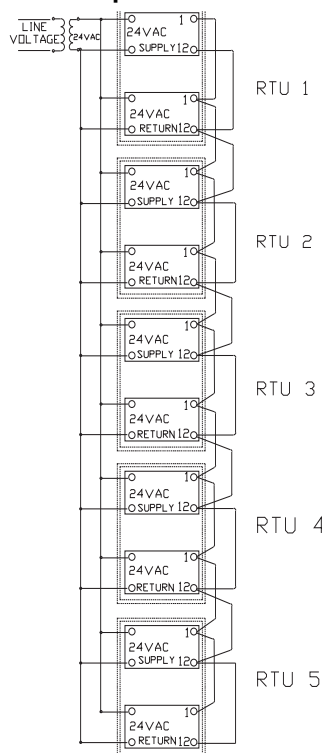 LINE
VOLTAGE
24VAC
1
24VAC
SUPPLY 12
1
24VAC
RETURN 12
RTU 1
1
24VAC
SUPPLY 12
1
24VAC
RETURN 12
RTU 2
1
24VAC
SUPPLY 12
1
24VAC
RETURN 12
RTU 3
1
24VAC
SUPPLY 12
1
24VAC
RETURN 12
RTU 4
1
24VAC
SUPPLY 12
1
24VAC
RETURN 12
RTU 5